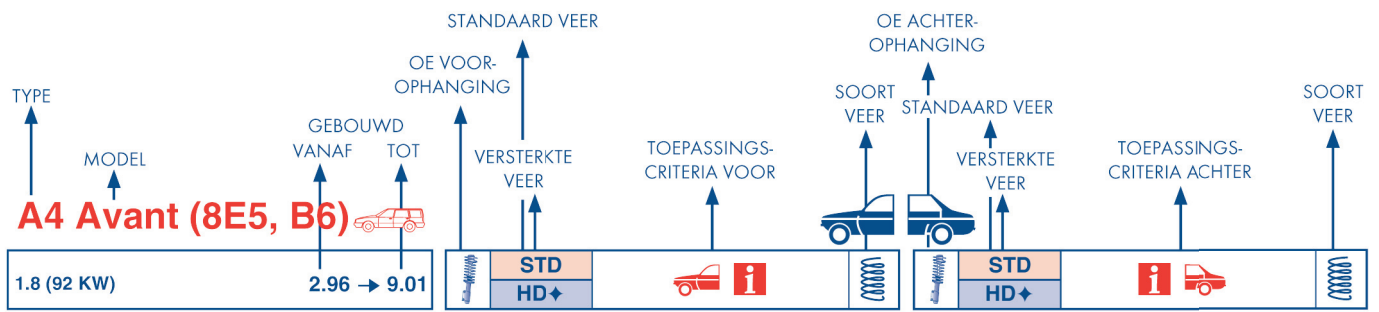 STANDAARD VEER
OE ACHTER-
OPHANGING
OE VOOR-
OPHANGING
TYPE
SOORT
VEER
STANDAARD VEER
SOORT
VEER
GEBOUWD
VANAF TOT
MODEL
VERSTERKTE
VEER
TOEPASSINGS-
CRITERIA VOOR
VERSTERKTE
VEER
TOEPASSINGS-
CRITERIA ACHTER
A4 Avant (8E5, B6)
1.8 (92 KW) 2.96 → 9.01
STD
HD✦
i
STD
HD✦
i